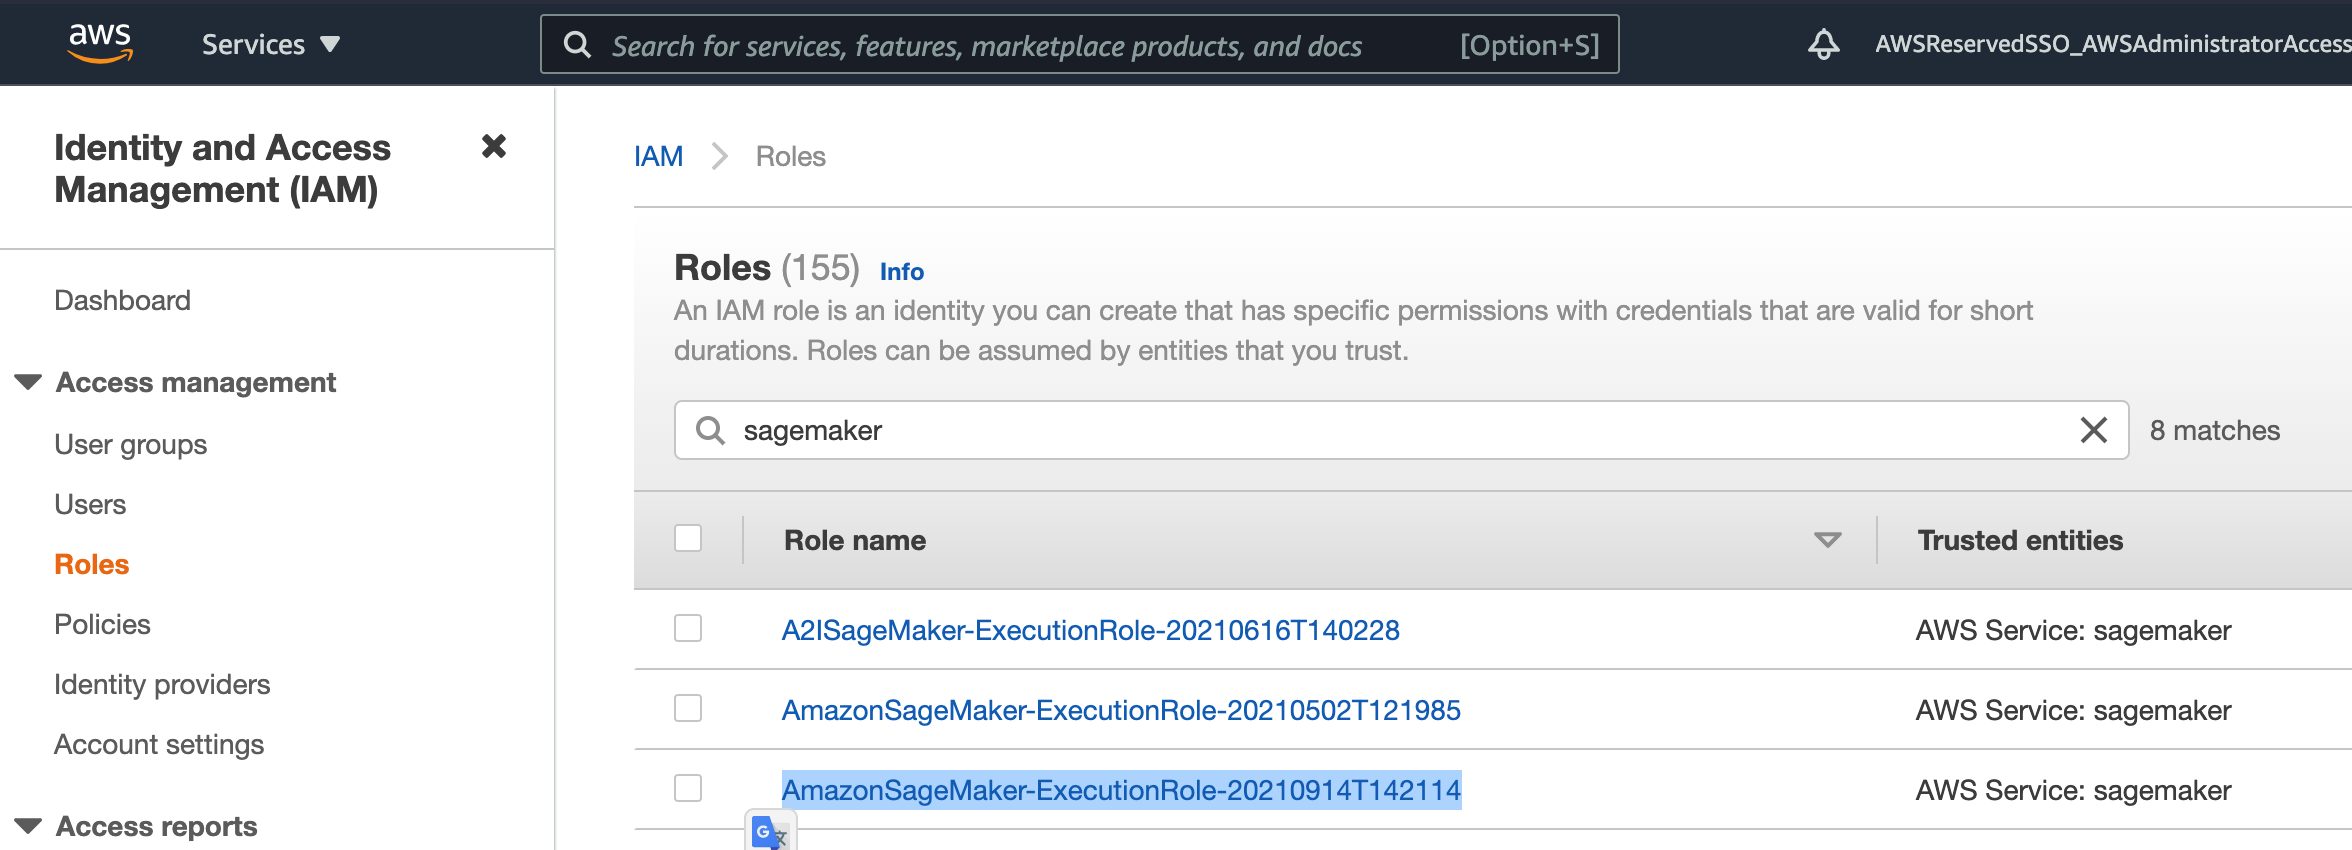 aws
Services
Search for services, features, marketplace products, and docs
[Option+S]
AWSReservedSSO_AWSAdministratorAccess
Identity and Access
Management (IAM)
Dashboard
Access management
User groups
Users
Roles
Policies
Identity providers
Account settings
Access reports
IAM
Roles
Roles (155) Info
An IAM role is an identity you can create that has specific permissions with credentials that are valid for short
durations. Roles can be assumed by entities that you trust.
sagemaker
8 matches
Role name
Trusted entities
A2ISageMaker-ExecutionRole-20210616T140228
AWS Service: sagemaker
AmazonSageMaker-ExecutionRole-20210502T121985
AWS Service: sagemaker
AmazonSageMaker-ExecutionRole-20210914T142114
AWS Service: sagemaker
G 文